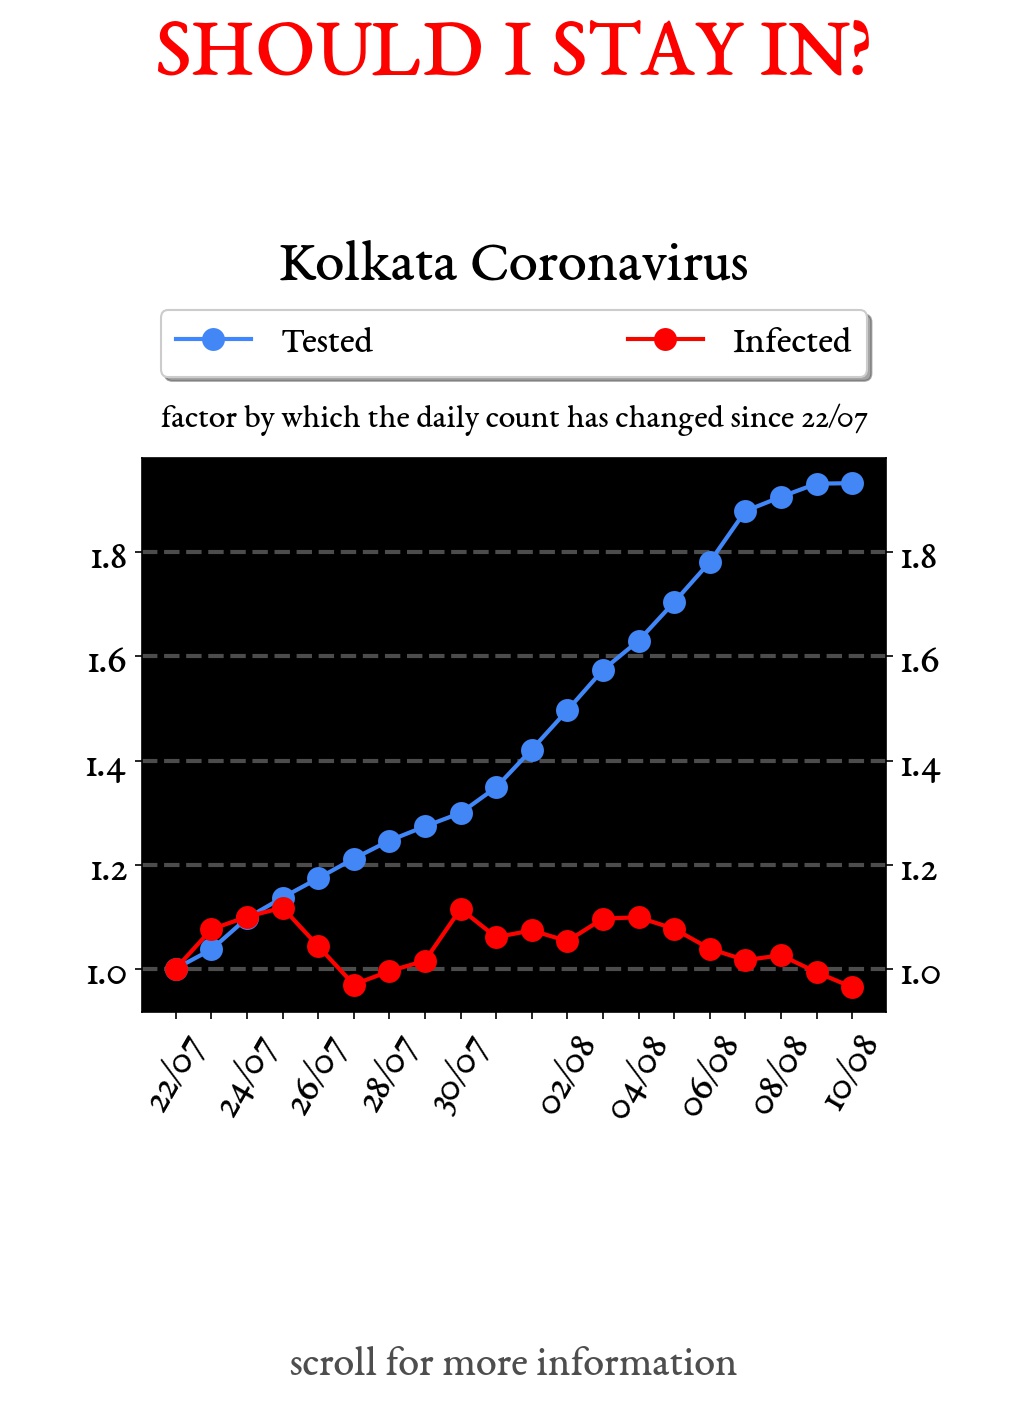 SHOULD I STAY IN?
Kolkata Coronavirus
Tested Infected
factor by which the daily count has changed since 22/07
1.8 1.8
1.6 1.6
1.4 1.4
1.2 1.2
1.0 1.0
22/07 24/07 26/07 28/07 30/07 02/08 04/08 06/08 08/08 10/08
scroll for more information